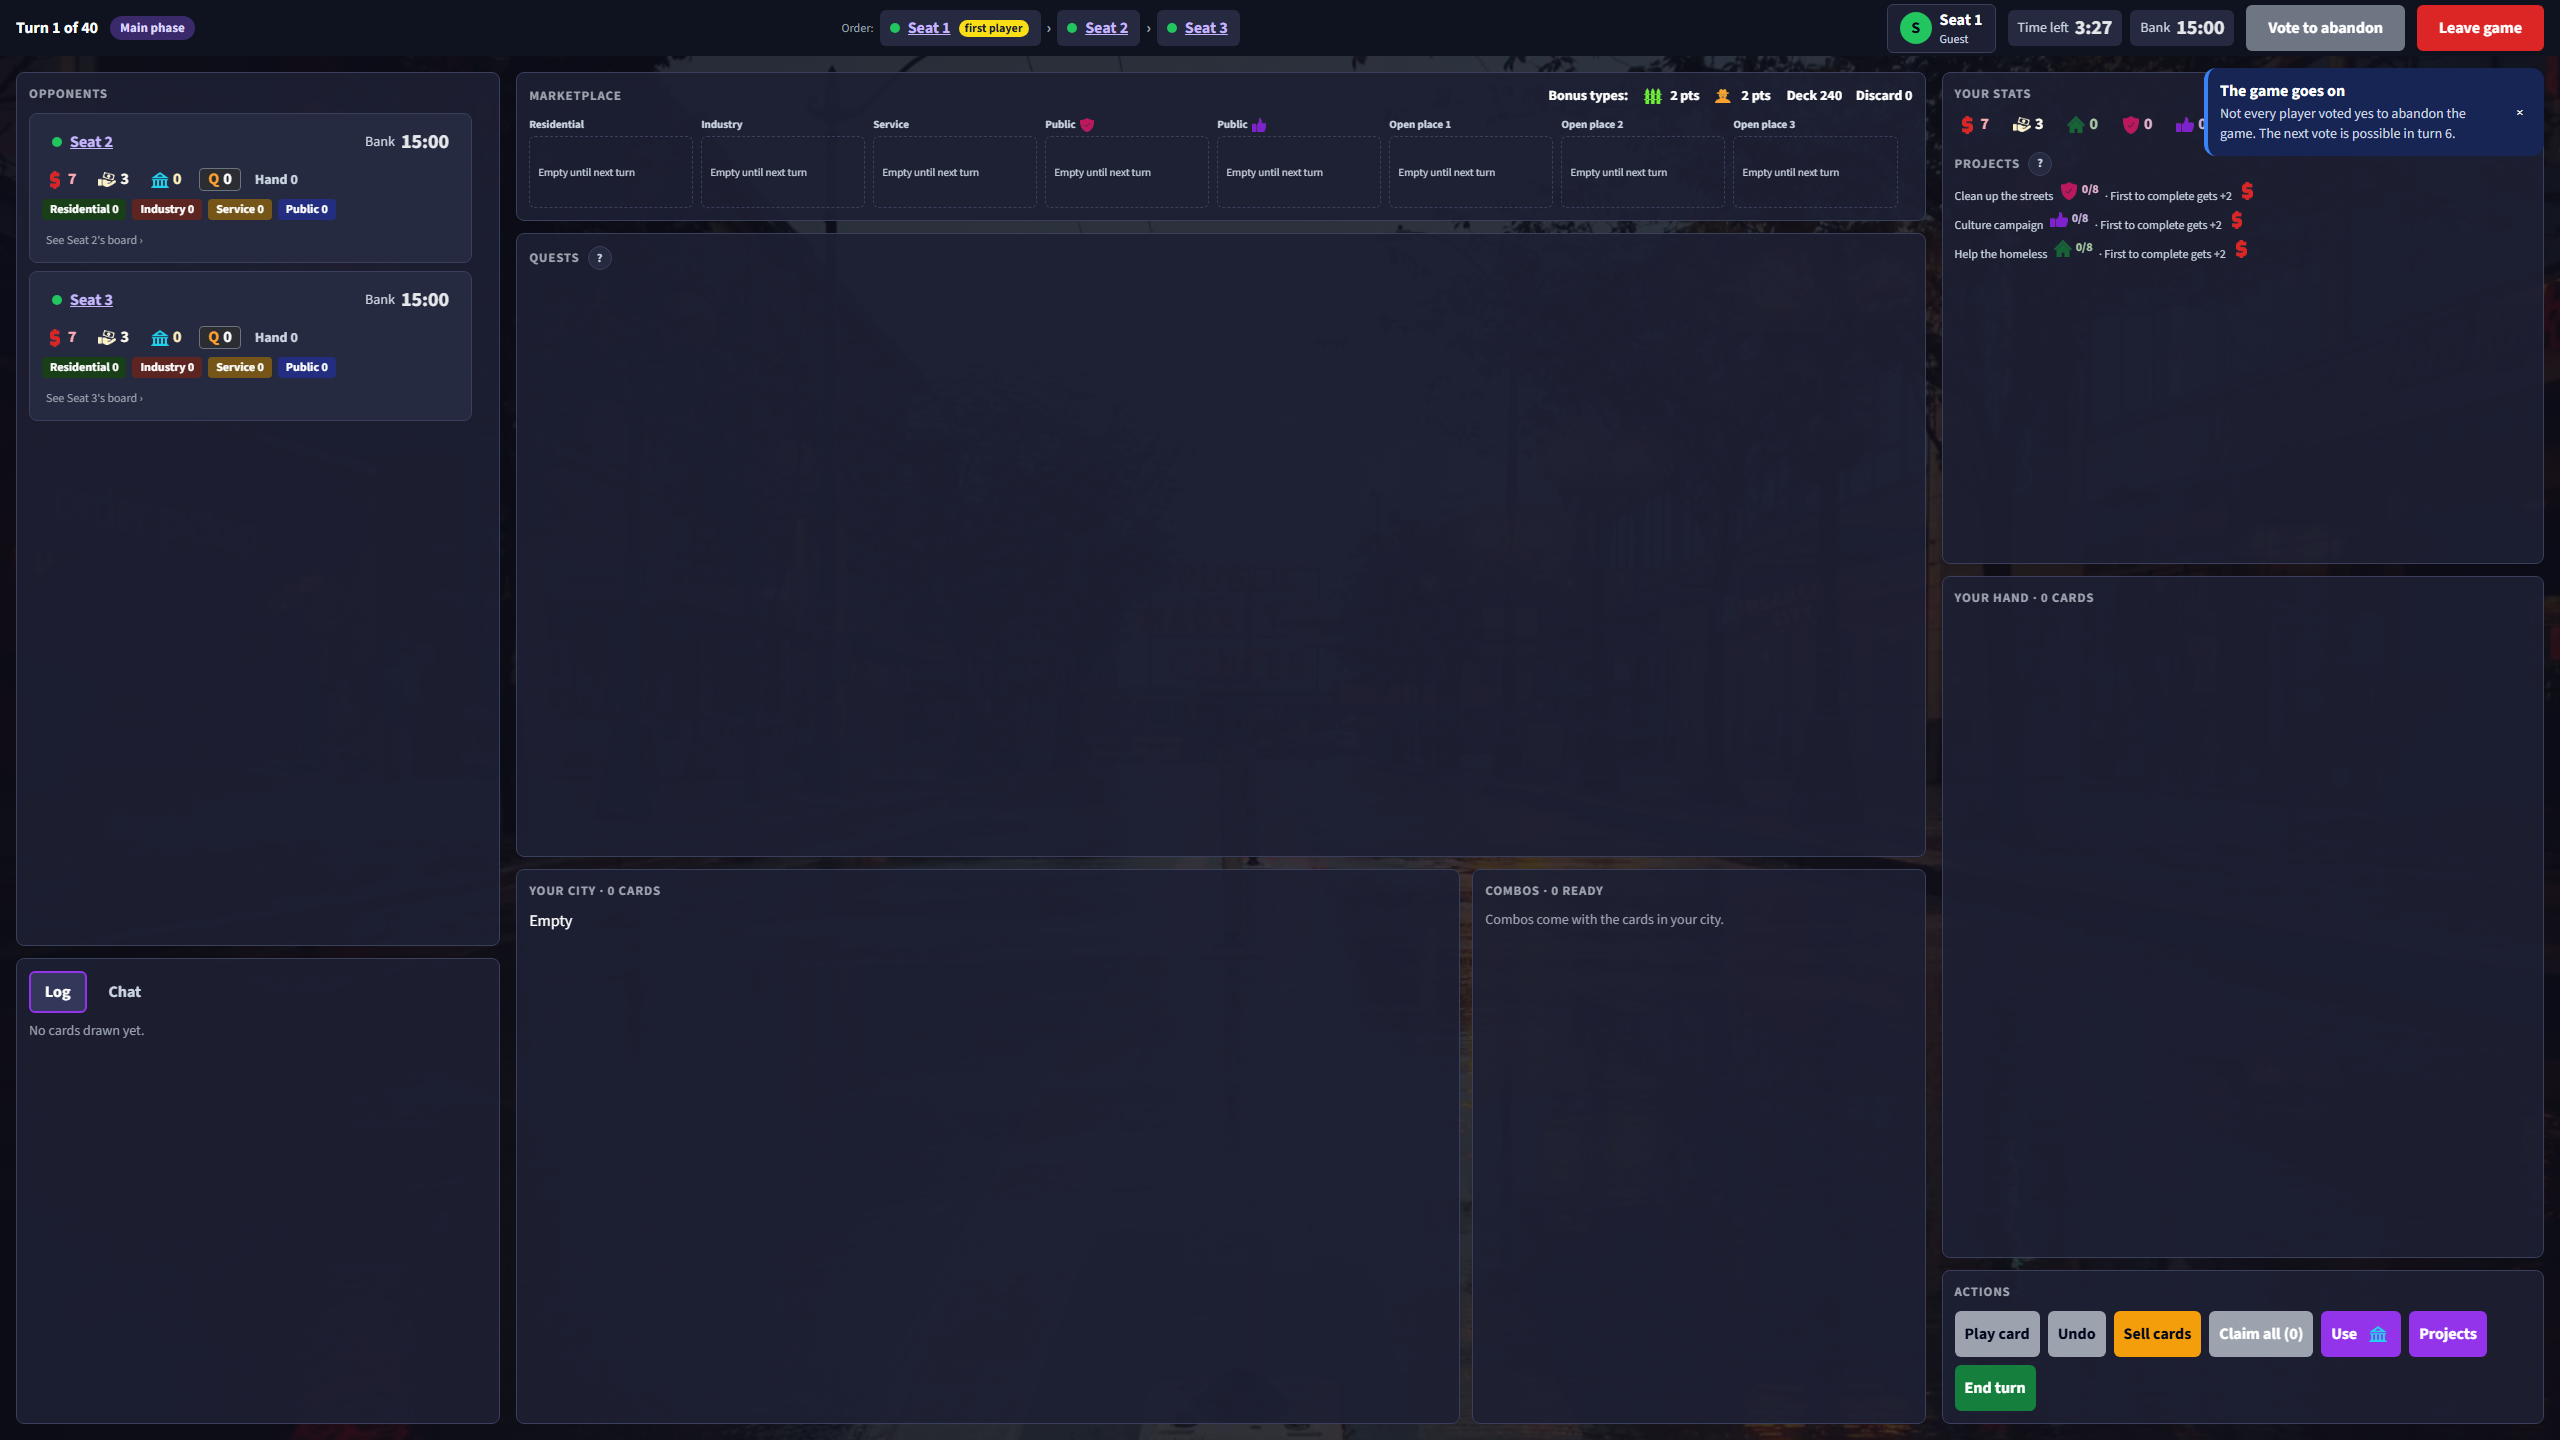 Turn 1 of 40 Main phase
Order: Seat 1 first player › Seat 2 › Seat 3
S Seat 1 Guest
Time left 3:27
Bank 15:00
Vote to abandon
Leave game
OPPONENTS
Seat 2 Bank 15:00
7 3 0 Q 0 Hand 0
Residential 0 Industry 0 Service 0 Public 0
See Seat 2's board ›
Seat 3 Bank 15:00
7 3 0 Q 0 Hand 0
Residential 0 Industry 0 Service 0 Public 0
See Seat 3's board ›
Log Chat
No cards drawn yet.
MARKETPLACE
Bonus types: 2 pts 2 pts Deck 240 Discard 0
Residential Industry Service Public Public Open place 1 Open place 2 Open place 3
Empty until next turn Empty until next turn Empty until next turn Empty until next turn Empty until next turn Empty until next turn Empty until next turn Empty until next turn
QUESTS ?
YOUR CITY · 0 CARDS
Empty
COMBOS · 0 READY
Combos come with the cards in your city.
YOUR STATS
7 3 0 0 0
The game goes on
Not every player voted yes to abandon the
game. The next vote is possible in turn 6.
×
PROJECTS ?
Clean up the streets 0/8 · First to complete gets +2
Culture campaign 0/8 · First to complete gets +2
Help the homeless 0/8 · First to complete gets +2
YOUR HAND · 0 CARDS
ACTIONS
Play card Undo Sell cards Claim all (0) Use Projects
End turn